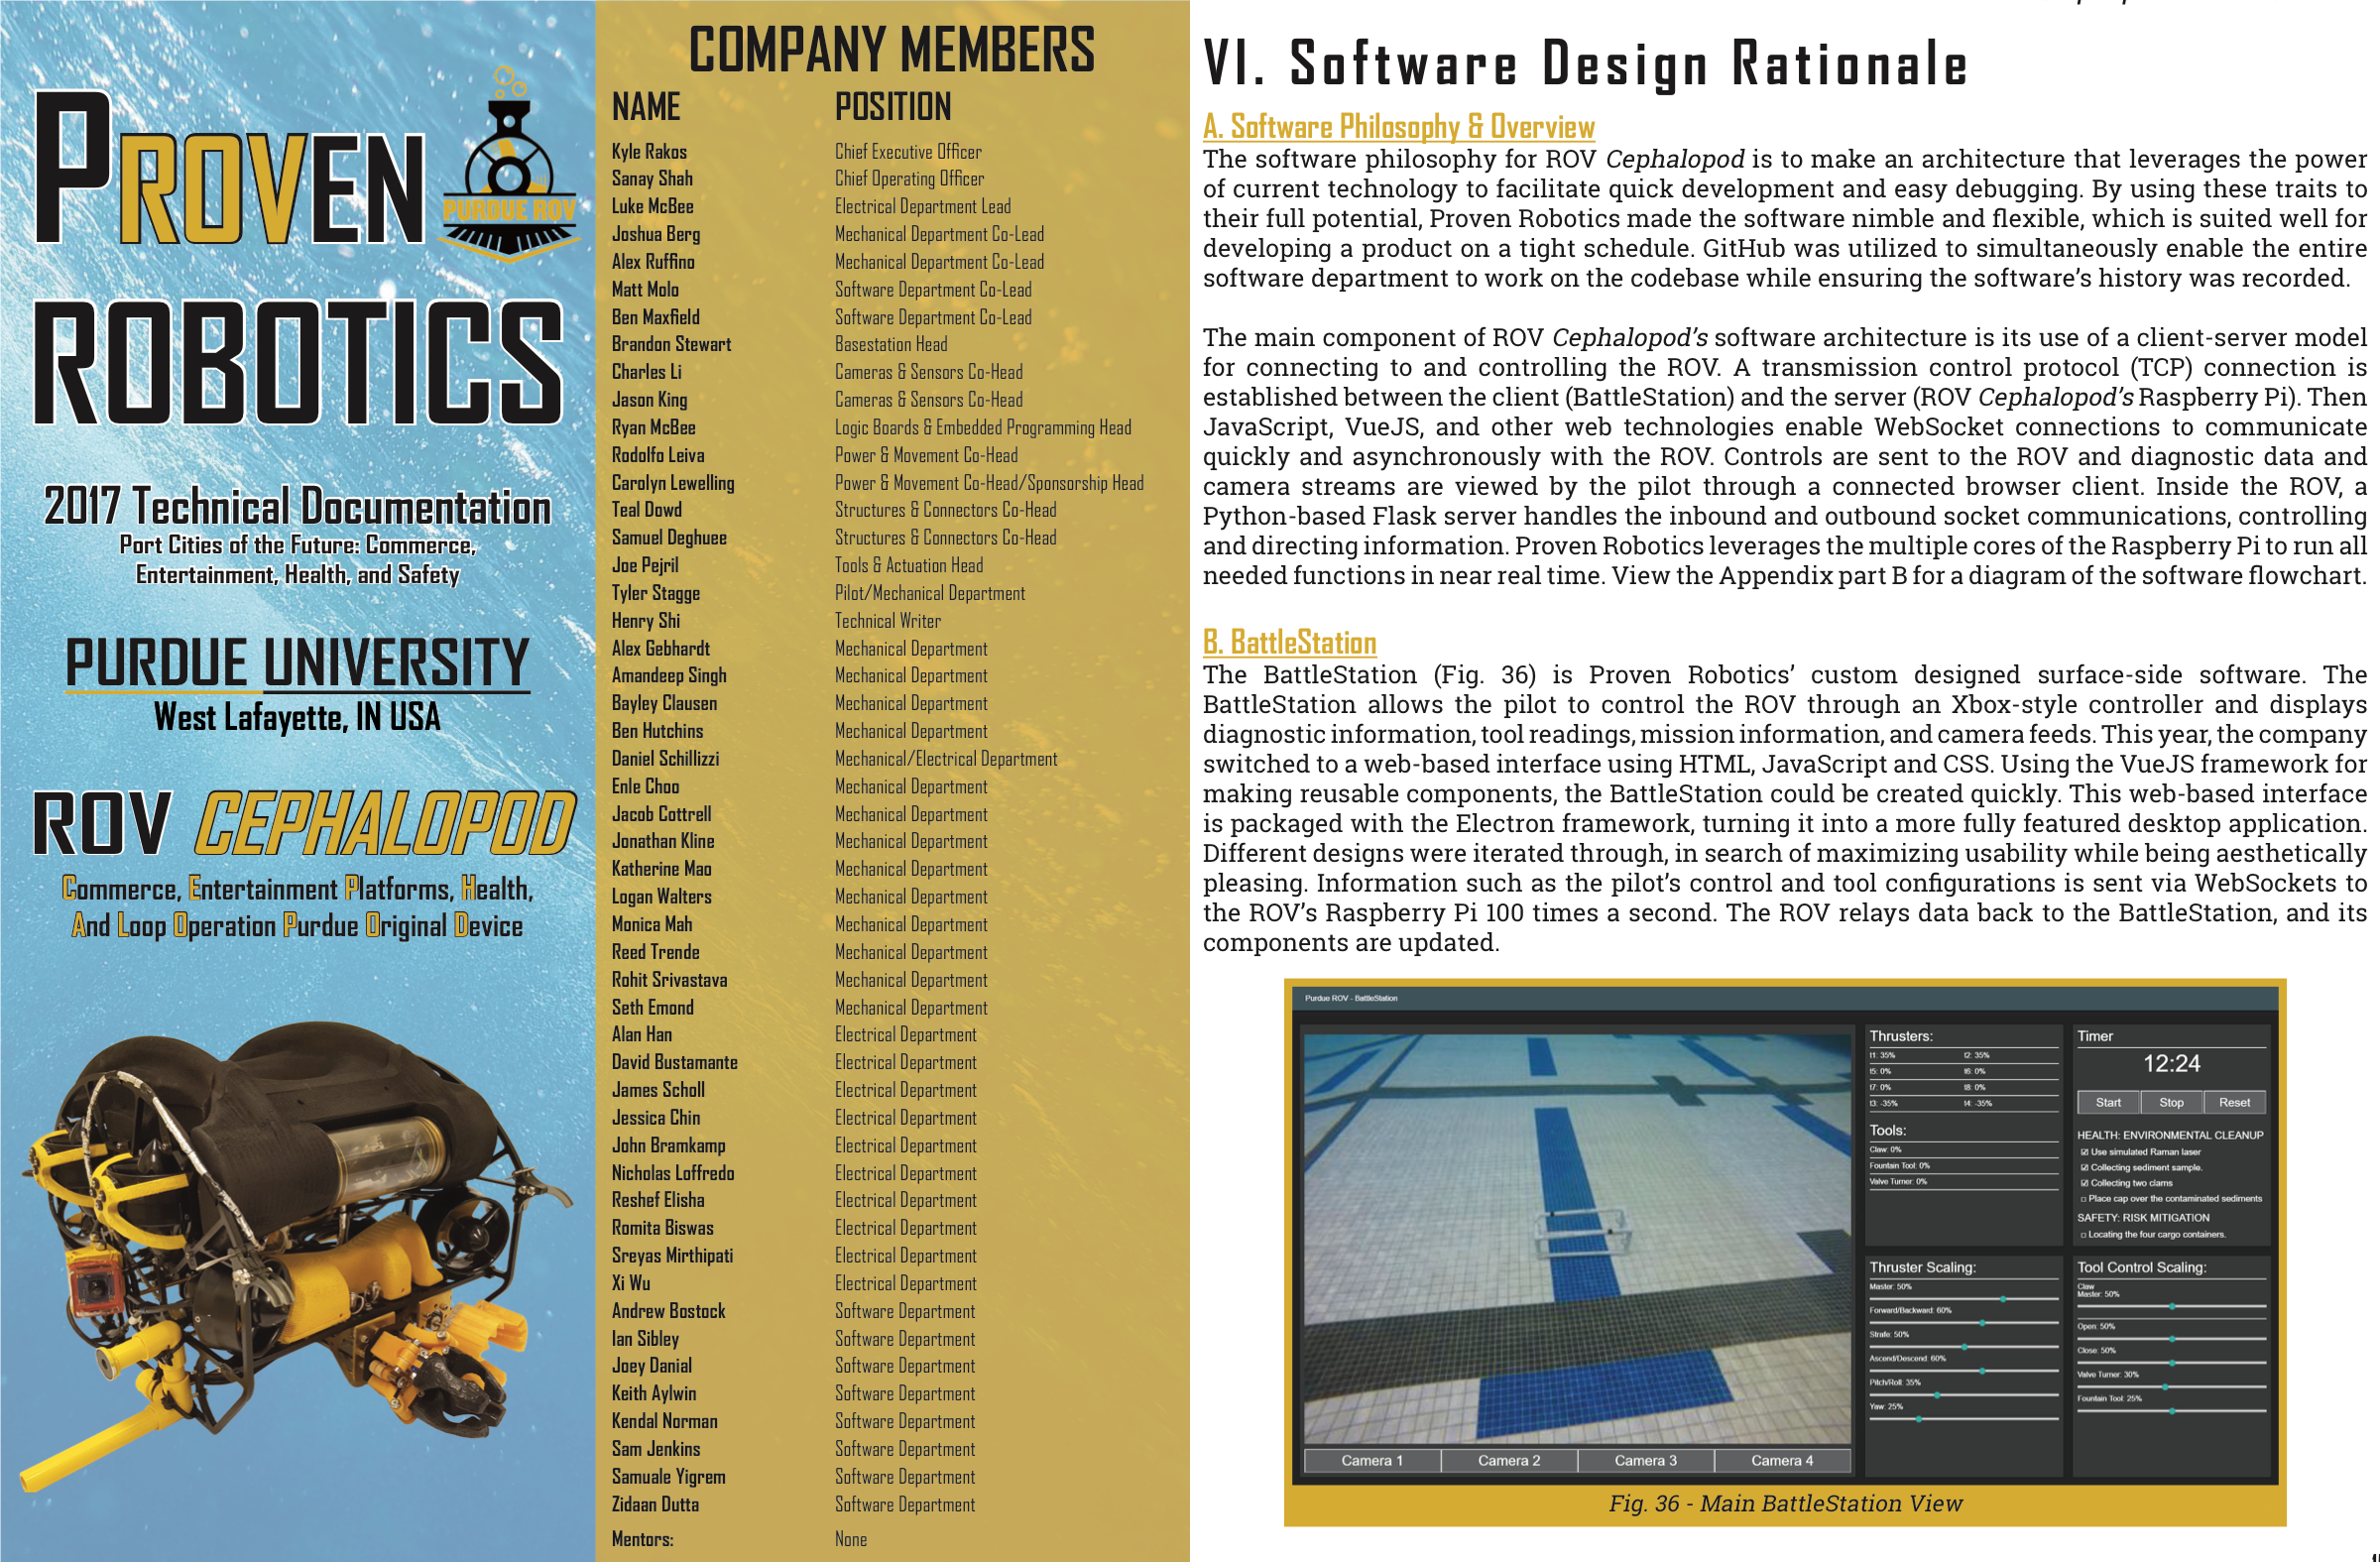 PROVEN
PURDUE ROV
ROBOTICS
2017 Technical Documentation
Port Cities of the Future: Commerce,
Entertainment, Health, and Safety
PURDUE UNIVERSITY
West Lafayette, IN USA
ROV CEPHALOPOD
Commerce, Entertainment Platforms, Health,
And Loop Operation Purdue Original Device
COMPANY MEMBERS
NAME POSITION
Kyle Rakos Chief Executive Officer
Sanay Shah Chief Operating Officer
Luke McBee Electrical Department Lead
Joshua Berg Mechanical Department Co-Lead
Alex Ruffino Mechanical Department Co-Lead
Matt Molo Software Department Co-Lead
Ben Maxfield Software Department Co-Lead
Brandon Stewart Basestation Head
Charles Li Cameras & Sensors Co-Head
Jason King Cameras & Sensors Co-Head
Ryan McBee Logic Boards & Embedded Programming Head
Rodolfo Leiva Power & Movement Co-Head
Carolyn Lewelling Power & Movement Co-Head/Sponsorship Head
Teal Dowd Structures & Connectors Co-Head
Samuel Deghuee Structures & Connectors Co-Head
Joe Pejril Tools & Actuation Head
Tyler Stagge Pilot/Mechanical Department
Henry Shi Technical Writer
Alex Gebhardt Mechanical Department
Amandeep Singh Mechanical Department
Bayley Clausen Mechanical Department
Ben Hutchins Mechanical Department
Daniel Schillizzi Mechanical/Electrical Department
Enle Choo Mechanical Department
Jacob Cottrell Mechanical Department
Jonathan Kline Mechanical Department
Katherine Mao Mechanical Department
Logan Walters Mechanical Department
Monica Mah Mechanical Department
Reed Trende Mechanical Department
Rohit Srivastava Mechanical Department
Seth Emond Mechanical Department
Alan Han Electrical Department
David Bustamante Electrical Department
James Scholl Electrical Department
Jessica Chin Electrical Department
John Bramkamp Electrical Department
Nicholas Loffredo Electrical Department
Reshef Elisha Electrical Department
Romita Biswas Electrical Department
Sreyas Mirthipati Electrical Department
Xi Wu Electrical Department
Andrew Bostock Software Department
Ian Sibley Software Department
Joey Danial Software Department
Keith Aylwin Software Department
Kendal Norman Software Department
Sam Jenkins Software Department
Samuale Yigrem Software Department
Zidaan Dutta Software Department
Mentors: None
VI. Software Design Rationale
A. Software Philosophy & Overview
The software philosophy for ROV Cephalopod is to make an architecture that leverages the power
of current technology to facilitate quick development and easy debugging. By using these traits to
their full potential, Proven Robotics made the software nimble and flexible, which is suited well for
developing a product on a tight schedule. GitHub was utilized to simultaneously enable the entire
software department to work on the codebase while ensuring the software’s history was recorded.
The main component of ROV Cephalopod’s software architecture is its use of a client-server model
for connecting to and controlling the ROV. A transmission control protocol (TCP) connection is
established between the client (BattleStation) and the server (ROV Cephalopod’s Raspberry Pi). Then
JavaScript, VueJS, and other web technologies enable WebSocket connections to communicate
quickly and asynchronously with the ROV. Controls are sent to the ROV and diagnostic data and
camera streams are viewed by the pilot through a connected browser client. Inside the ROV, a
Python-based Flask server handles the inbound and outbound socket communications, controlling
and directing information. Proven Robotics leverages the multiple cores of the Raspberry Pi to run all
needed functions in near real time. View the Appendix part B for a diagram of the software flowchart.
B. BattleStation
The BattleStation (Fig. 36) is Proven Robotics’ custom designed surface-side software. The
BattleStation allows the pilot to control the ROV through an Xbox-style controller and displays
diagnostic information, tool readings, mission information, and camera feeds. This year, the company
switched to a web-based interface using HTML, JavaScript and CSS. Using the VueJS framework for
making reusable components, the BattleStation could be created quickly. This web-based interface
is packaged with the Electron framework, turning it into a more fully featured desktop application.
Different designs were iterated through, in search of maximizing usability while being aesthetically
pleasing. Information such as the pilot’s control and tool configurations is sent via WebSockets to
the ROV’s Raspberry Pi 100 times a second. The ROV relays data back to the BattleStation, and its
components are updated.
Purdue ROV - BattleStation
Thrusters:
t1: 35% t2: 35%
t5: 0% t6: 0%
t7: 0% t8: 0%
t3: -35% t4: -35%
Tools:
Claw: 0%
Fountain Tool: 0%
Valve Turner: 0%
Timer
12:24
Start Stop Reset
HEALTH: ENVIRONMENTAL CLEANUP
☑ Use simulated Raman laser
☑ Collecting sediment sample.
☑ Collecting two clams
☐ Place cap over the contaminated sediments
SAFETY: RISK MITIGATION
☐ Locating the four cargo containers.
Thruster Scaling:
Master: 50%
Forward/Backward: 60%
Strafe: 50%
Ascend/Descend: 60%
Pitch/Roll: 35%
Yaw: 25%
Tool Control Scaling:
Claw
Master: 50%
Open: 50%
Close: 50%
Valve Turner: 30%
Fountain Tool: 25%
Camera 1 Camera 2 Camera 3 Camera 4
Fig. 36 - Main BattleStation View